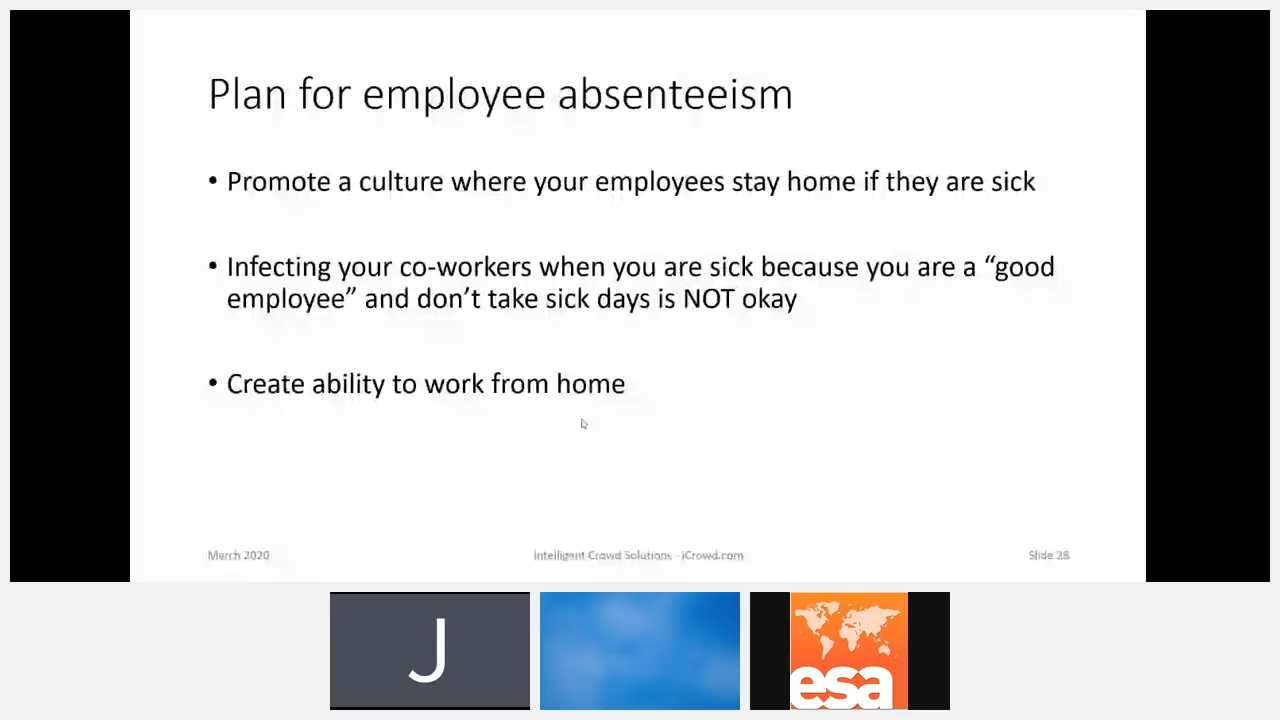 Plan for employee absenteeism
• Promote a culture where your employees stay home if they are sick
• Infecting your co-workers when you are sick because you are a “good
employee” and don’t take sick days is NOT okay
• Create ability to work from home
March 2020 Intelligent Crowd Solutions - iCrowd.com Slide 28
J
esa